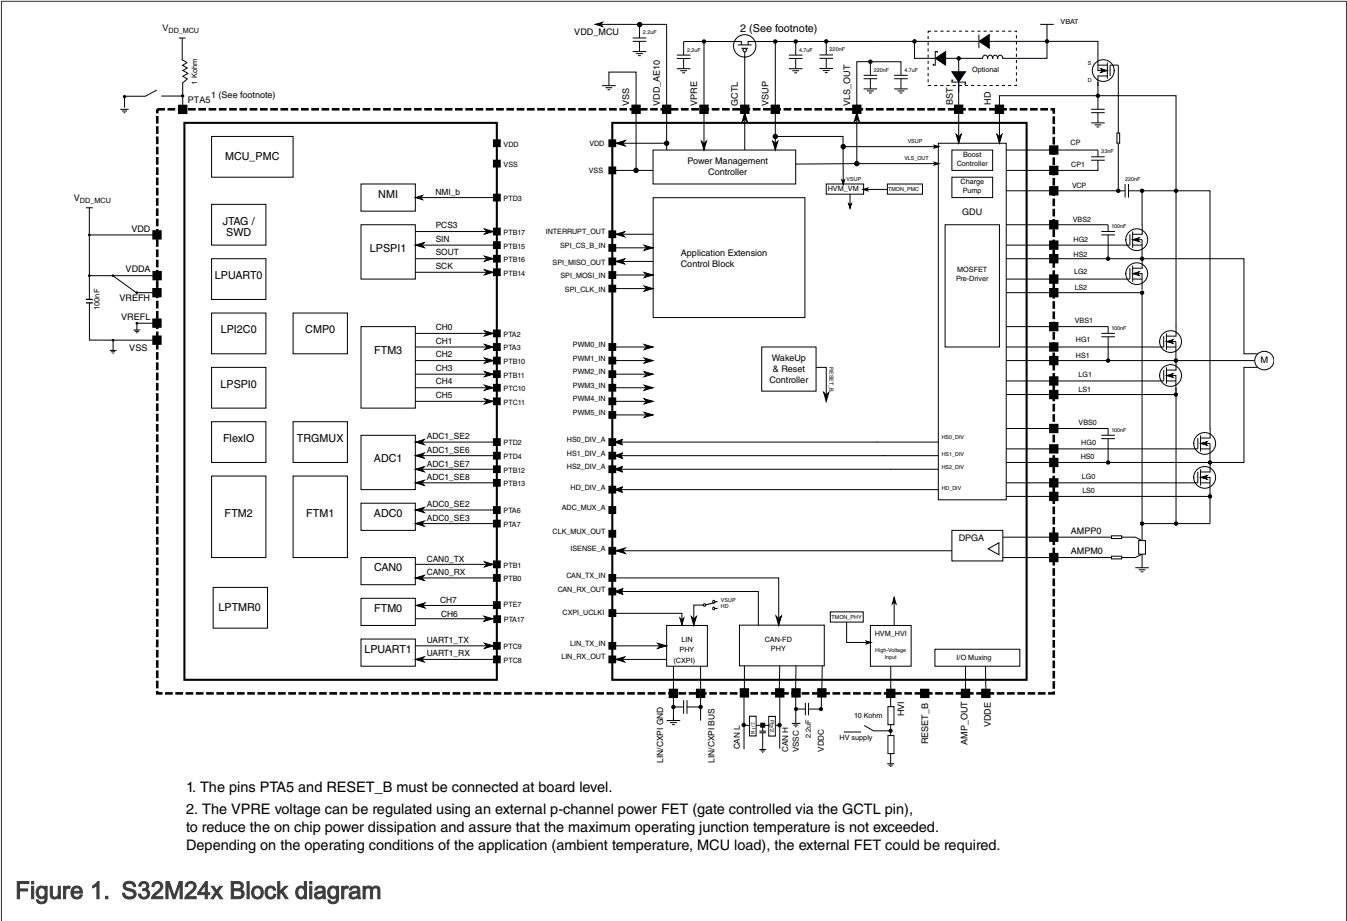 VDD_MCU
1 Kohm
PTA5
1 (See footnote)
VDD_MCU
2.2uF
VSS
VDD_AE10
2.2uF
VPRE
2 (See footnote)
GCTL
VSUP
4.7uF
220nF
VLS_OUT
220nF
4.7uF
Optional
BST
HD
VBAT
S
D
MCU_PMC
JTAG /
SWD
LPUART0
LPI2C0
CMP0
LPSPI0
FlexIO
TRGMUX
FTM2
FTM1
LPTMR0
VDD_MCU
VDD
VDDA
100nF
VREFH
VREFL
VSS
VDD
VSS
NMI
NMI_b
PTD3
LPSPI1
PCS3
PTB17
SIN
PTB15
SOUT
PTB16
SCK
PTB14
FTM3
CH0
PTA2
CH1
PTA3
CH2
PTB10
CH3
PTB11
CH4
PTC10
CH5
PTC11
ADC1
ADC1_SE2
PTD2
ADC1_SE6
PTD4
ADC1_SE7
PTB12
ADC1_SE8
PTB13
ADC0
ADC0_SE2
PTA6
ADC0_SE3
PTA7
CAN0
CAN0_TX
PTB1
CAN0_RX
PTB0
FTM0
CH7
PTE7
CH6
PTA17
LPUART1
UART1_TX
PTC9
UART1_RX
PTC8
VDD
VSS
Power Management
Controller
VSUP
VLS_OUT
VSUP
HVM_VM
TMON_PMC
Boost
Controller
Charge
Pump
GDU
MOSFET
Pre-Driver
INTERRUPT_OUT
SPI_CS_B_IN
SPI_MISO_OUT
SPI_MOSI_IN
SPI_CLK_IN
Application Extension
Control Block
PWM0_IN
PWM1_IN
PWM2_IN
PWM3_IN
PWM4_IN
PWM5_IN
WakeUp
& Reset
Controller
RESET_B
HS0_DIV_A
HS0_DIV
HS1_DIV_A
HS1_DIV
HS2_DIV_A
HS2_DIV
HD_DIV_A
HD_DIV
ADC_MUX_A
CLK_MUX_OUT
ISENSE_A
DPGA
CAN_TX_IN
CAN_RX_OUT
CXPI_UCLKI
VSUP
HD
LIN_TX_IN
LIN_RX_OUT
LIN
PHY
(CXPI)
CAN-FD
PHY
TMON_PHY
HVM_HVI
High-Voltage
Input
I/O Muxing
CP
33nF
CP1
VCP
220nF
VBS2
100nF
HG2
HS2
LG2
LS2
VBS1
100nF
HG1
HS1
M
LG1
LS1
VBS0
100nF
HG0
HS0
LG0
LS0
AMPP0
AMPM0
LIN/CXPI GND
LIN/CXPI BUS
CAN L
CAN H
VSSC
2.2uF
VDDC
10 Kohm
HV supply
HVI
RESET_B
AMP_OUT
VDDE
1. The pins PTA5 and RESET_B must be connected at board level.
2. The VPRE voltage can be regulated using an external p-channel power FET (gate controlled via the GCTL pin),
to reduce the on chip power dissipation and assure that the maximum operating junction temperature is not exceeded.
Depending on the operating conditions of the application (ambient temperature, MCU load), the external FET could be required.
Figure 1. S32M24x Block diagram